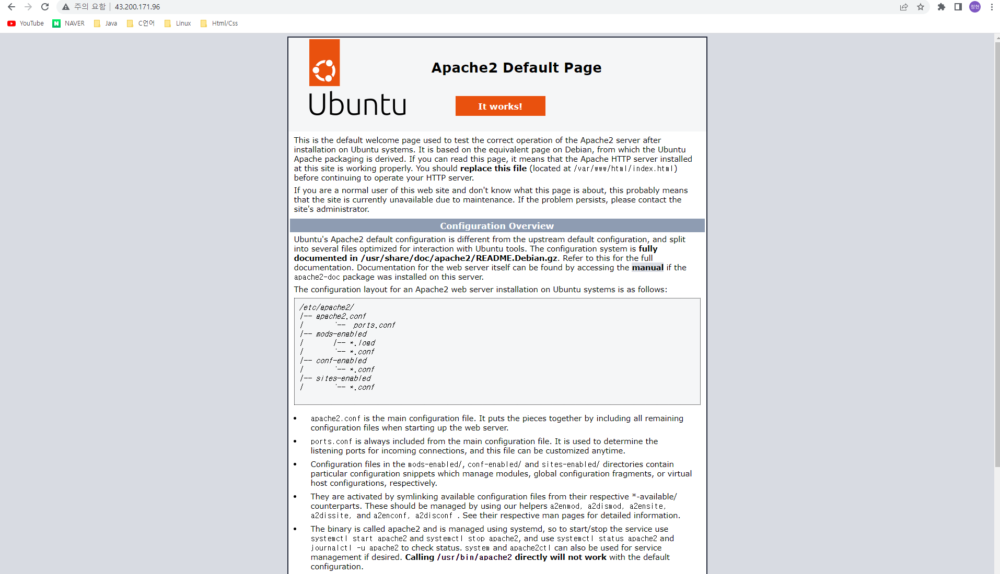 주의 요함 43.200.171.96
정현
YouTube NAVER Java C언어 Linux Html/Css
Apache2 Default Page
Ubuntu
It works!
This is the default welcome page used to test the correct operation of the Apache2 server after
installation on Ubuntu systems. It is based on the equivalent page on Debian, from which the Ubuntu
Apache packaging is derived. If you can read this page, it means that the Apache HTTP server installed
at this site is working properly. You should replace this file (located at /var/www/html/index.html)
before continuing to operate your HTTP server.
If you are a normal user of this web site and don't know what this page is about, this probably means
that the site is currently unavailable due to maintenance. If the problem persists, please contact the
site's administrator.
Configuration Overview
Ubuntu's Apache2 default configuration is different from the upstream default configuration, and split
into several files optimized for interaction with Ubuntu tools. The configuration system is fully
documented in /usr/share/doc/apache2/README.Debian.gz. Refer to this for the full
documentation. Documentation for the web server itself can be found by accessing the manual if the
apache2-doc package was installed on this server.
The configuration layout for an Apache2 web server installation on Ubuntu systems is as follows:
/etc/apache2/
|-- apache2.conf
|       `--  ports.conf
|-- mods-enabled
|       |-- *.load
|       `-- *.conf
|-- conf-enabled
|       `-- *.conf
|-- sites-enabled
|       `-- *.conf
• apache2.conf is the main configuration file. It puts the pieces together by including all remaining
configuration files when starting up the web server.
• ports.conf is always included from the main configuration file. It is used to determine the
listening ports for incoming connections, and this file can be customized anytime.
• Configuration files in the mods-enabled/, conf-enabled/ and sites-enabled/ directories contain
particular configuration snippets which manage modules, global configuration fragments, or virtual
host configurations, respectively.
• They are activated by symlinking available configuration files from their respective *-available/
counterparts. These should be managed by using our helpers a2enmod, a2dismod, a2ensite,
a2dissite, and a2enconf, a2disconf . See their respective man pages for detailed information.
• The binary is called apache2 and is managed using systemd, so to start/stop the service use
systemctl start apache2 and systemctl stop apache2, and use systemctl status apache2 and
journalctl -u apache2 to check status. system and apache2ctl can also be used for service
management if desired. Calling /usr/bin/apache2 directly will not work with the default
configuration.